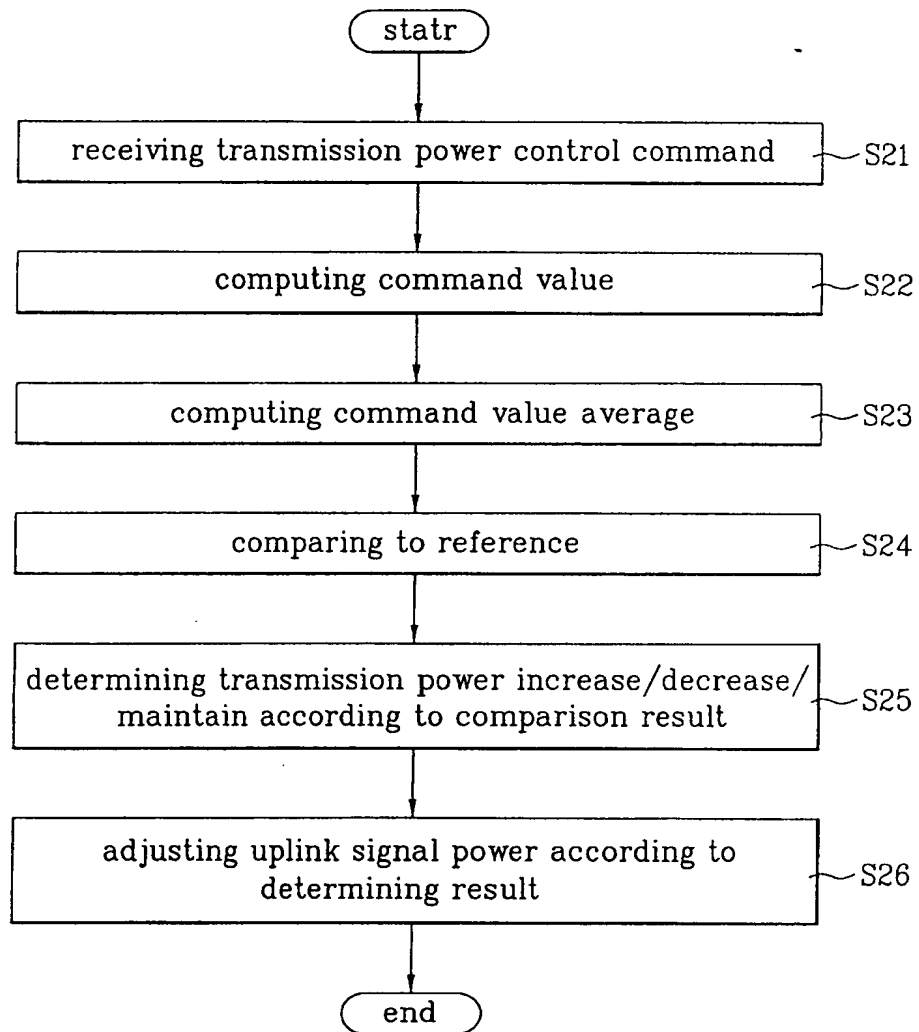 statr
receiving transmission power control command
S21
computing command value
S22
computing command value average
S23
comparing to reference
S24
determining transmission power increase/decrease/
maintain according to comparison result
S25
adjusting uplink signal power according to
determining result
S26
end